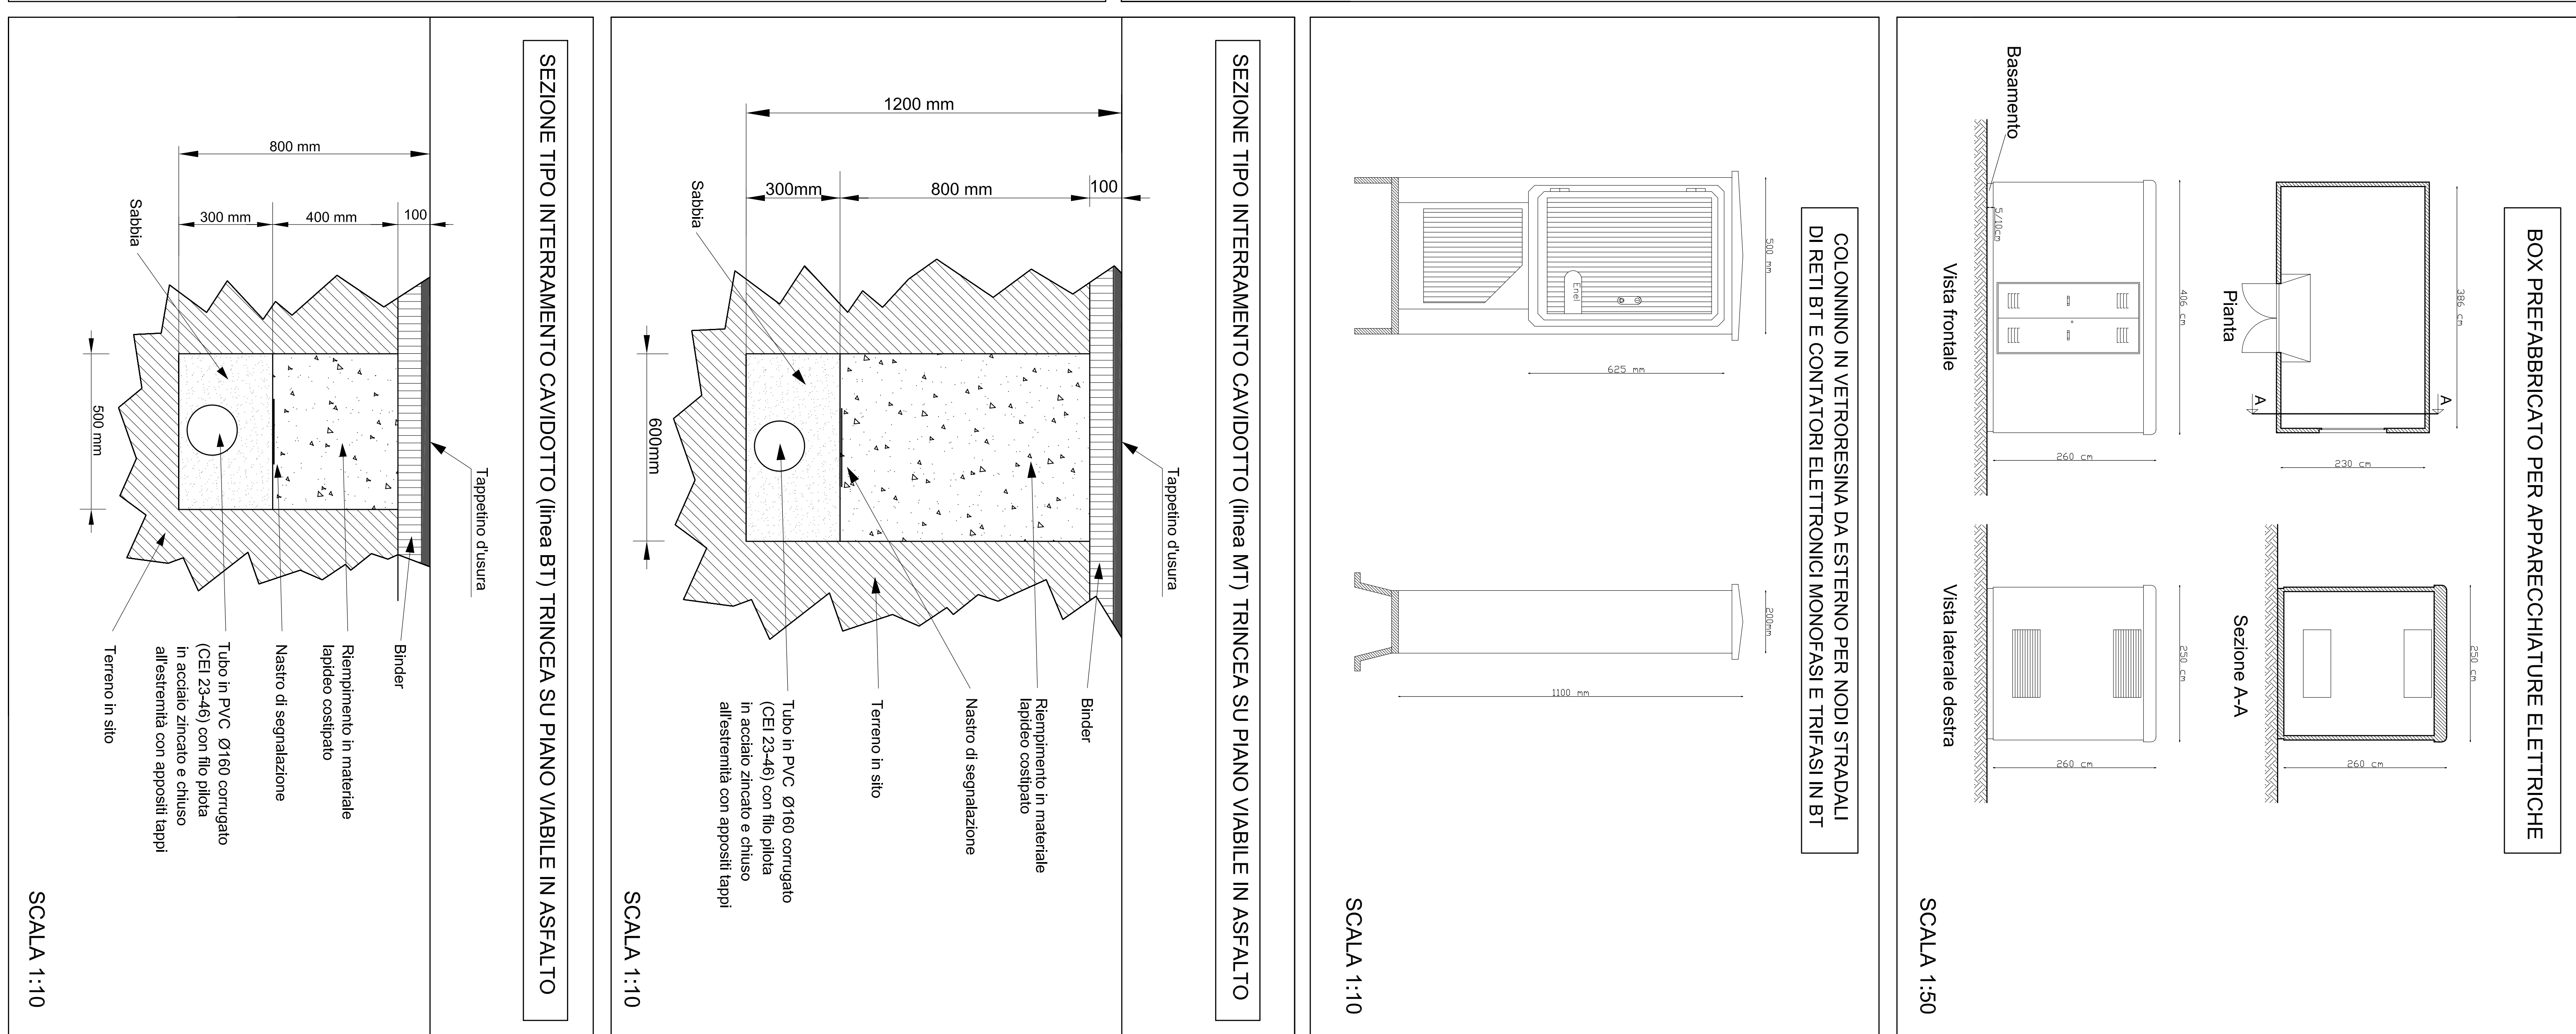 BOX PREFABBRICATO PER APPARECCHIATURE ELETTRICHE
386 cm
230 cm
A
A
Pianta
250 cm
260 cm
Sezione A-A
406 cm
260 cm
5/10cm
Basamento
Vista frontale
250 cm
260 cm
Vista laterale destra
SCALA 1:50
COLONNINO IN VETRORESINA DA ESTERNO PER NODI STRADALI
DI RETI BT E CONTATORI ELETTRONICI MONOFASI E TRIFASI IN BT
500 mm
625 mm
Enel
200mm
1100 mm
SCALA 1:10
SEZIONE TIPO INTERRAMENTO CAVIDOTTO (linea MT) TRINCEA SU PIANO VIABILE IN ASFALTO
Tappetino d'usura
1200 mm
100
800 mm
300mm
Sabbia
600mm
Binder
Riempimento in materiale
lapideo costipato
Nastro di segnalazione
Terreno in sito
Tubo in PVC Ø160 corrugato
(CEI 23-46) con filo pilota
in acciaio zincato e chiuso
all'estremità con appositi tappi
SCALA 1:10
SEZIONE TIPO INTERRAMENTO CAVIDOTTO (linea BT) TRINCEA SU PIANO VIABILE IN ASFALTO
Tappetino d'usura
800 mm
100
400 mm
300 mm
Sabbia
500 mm
Binder
Riempimento in materiale
lapideo costipato
Nastro di segnalazione
Tubo in PVC Ø160 corrugato
(CEI 23-46) con filo pilota
in acciaio zincato e chiuso
all'estremità con appositi tappi
Terreno in sito
SCALA 1:10